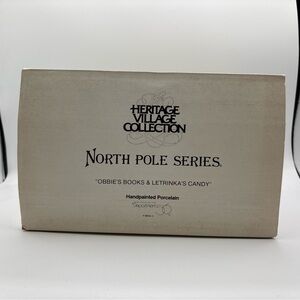 HERITAGE
VILLAGE
COLLECTION
NORTH POLE SERIES.
"OBBIE'S BOOKS & LETRINKA'S CANDY"
Handpainted Porcelain